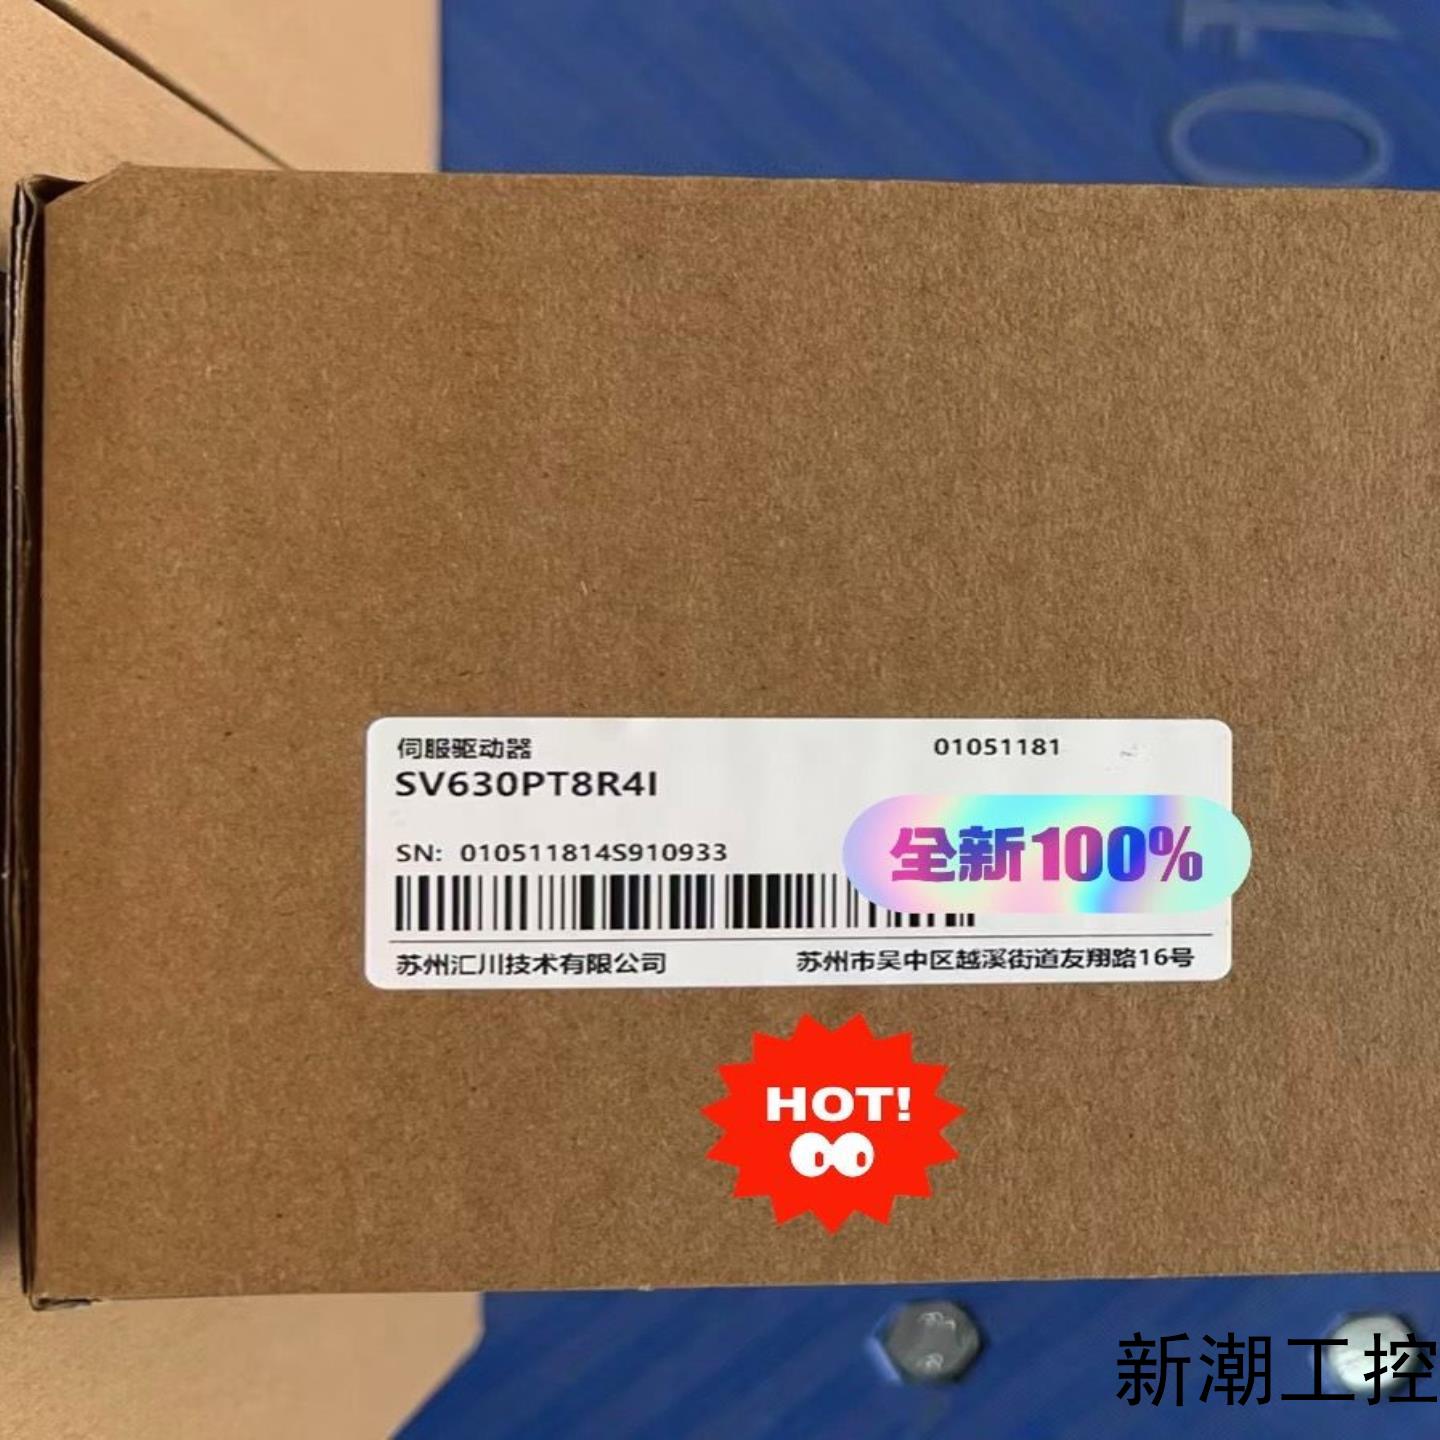 伺服驱动器
01051181
SV630PT8R4I
SN: 010511814S910933
全新100%
苏州汇川技术有限公司
苏州市吴中区越溪街道友翔路16号
HOT!
新潮工控